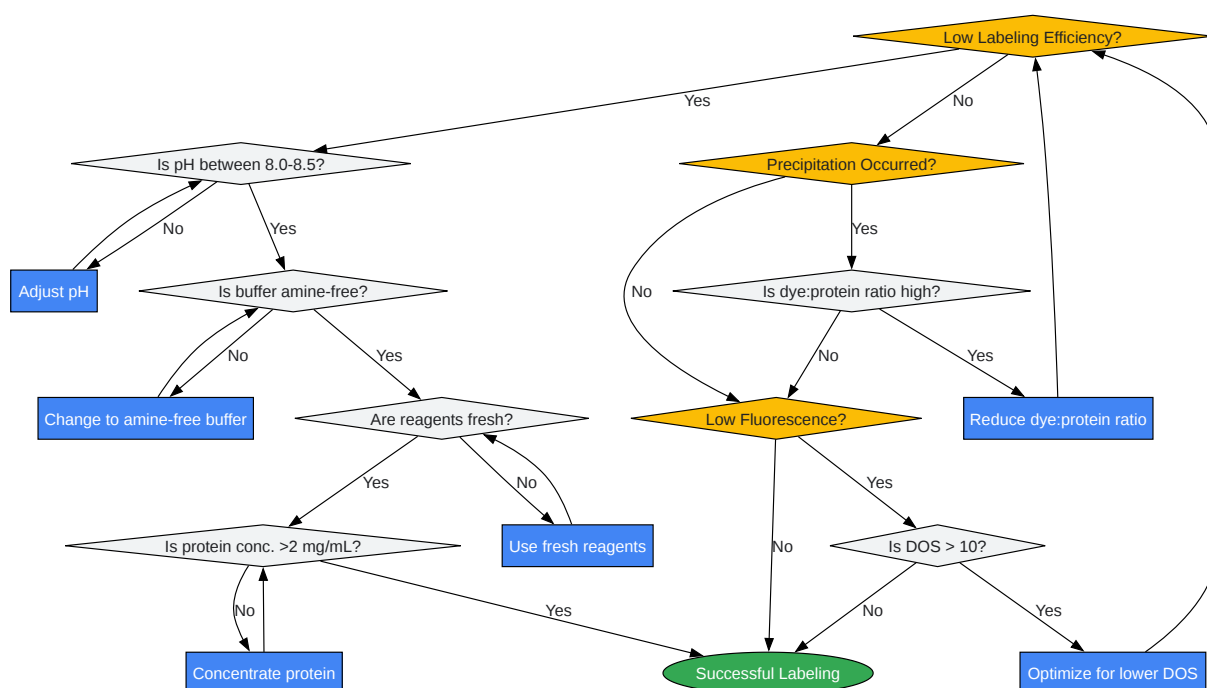 Low Labeling Efficiency?
Yes
No
Is pH between 8.0-8.5?
Precipitation Occurred?
No
Yes
Yes
Adjust pH
Is buffer amine-free?
No
Is dye:protein ratio high?
No
Yes
No
Yes
Change to amine-free buffer
Are reagents fresh?
Low Fluorescence?
Reduce dye:protein ratio
Yes
No
Yes
Is protein conc. >2 mg/mL?
Use fresh reagents
No
Is DOS > 10?
No
Yes
No
Yes
Concentrate protein
Successful Labeling
Optimize for lower DOS